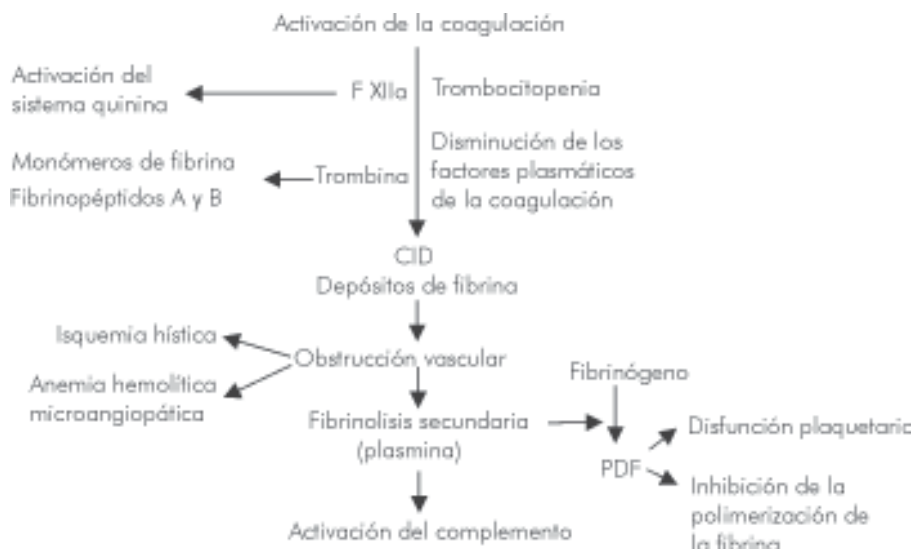 Activación de la coagulación
Activación del
sistema quinina
F XIIa
Trombocitopenia
Disminución de los
factores plasmáticos
de la coagulación
Monómeros de fibrina
Fibrinopéptidos A y B
Trombina
CID
Depósitos de fibrina
Isquemia hística
Obstrucción vascular
Anemia hemolítica
microangiopática
Fibrinógeno
Fibrinolisis secundaria
(plasmina)
PDF
Disfunción plaquetaria
Inhibición de la
polimerización de
la fibrina
Activación del complemento